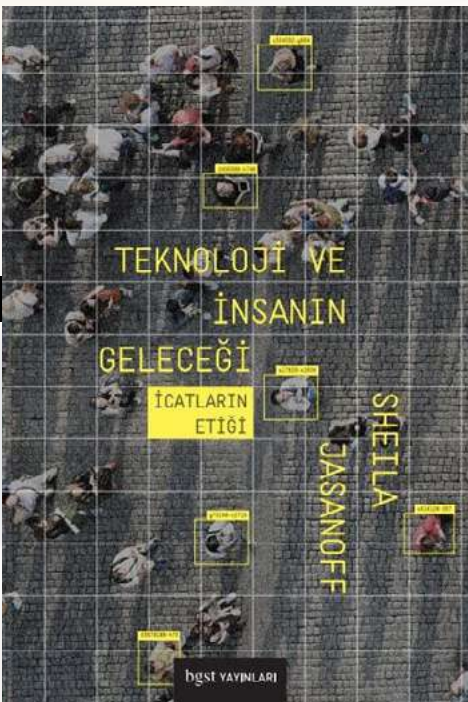 TEKNOLOJİ VE
İNSANIN
GELECEĞİ
İCATLARIN
ETİĞİ
SHEILA
JASANOFF
bgst YAYINLARI